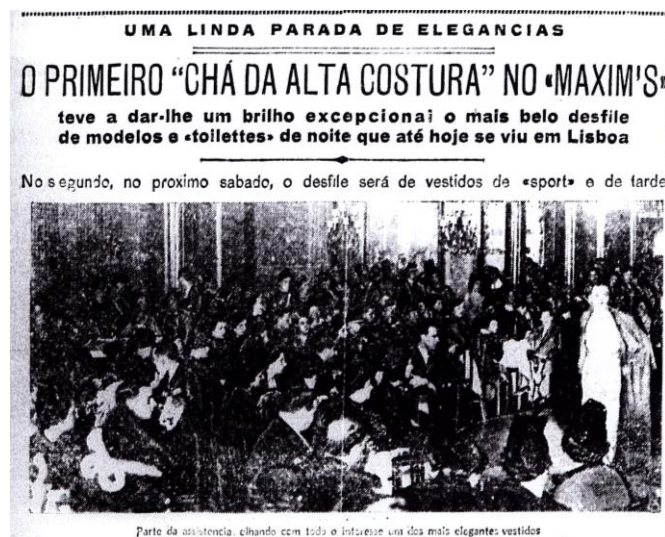 UMA LINDA PARADA DE ELEGANCIAS
O PRIMEIRO "CHÁ DA ALTA COSTURA" NO «MAXIM'S»
teve a dar-lhe um brilho excepcional o mais belo desfile
de modelos e «toilettes» de noite que até hoje se viu em Lisboa
No segundo, no proximo sabado, o desfile será de vestidos de «sport» e de tarde
Parte da assistencia, olhando com todo o interesse um dos mais elegantes vestidos